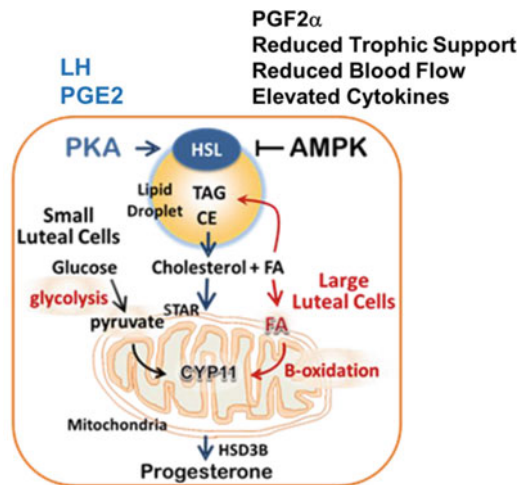 PGF2α
Reduced Trophic Support
Reduced Blood Flow
Elevated Cytokines
LH
PGE2
PKA
HSL
AMPK
Lipid
Droplet
TAG
CE
Small
Luteal Cells
Glucose
glycolysis
pyruvate
Cholesterol + FA
STAR
Large
Luteal Cells
FA
B-oxidation
CYP11
Mitochondria
HSD3B
Progesterone